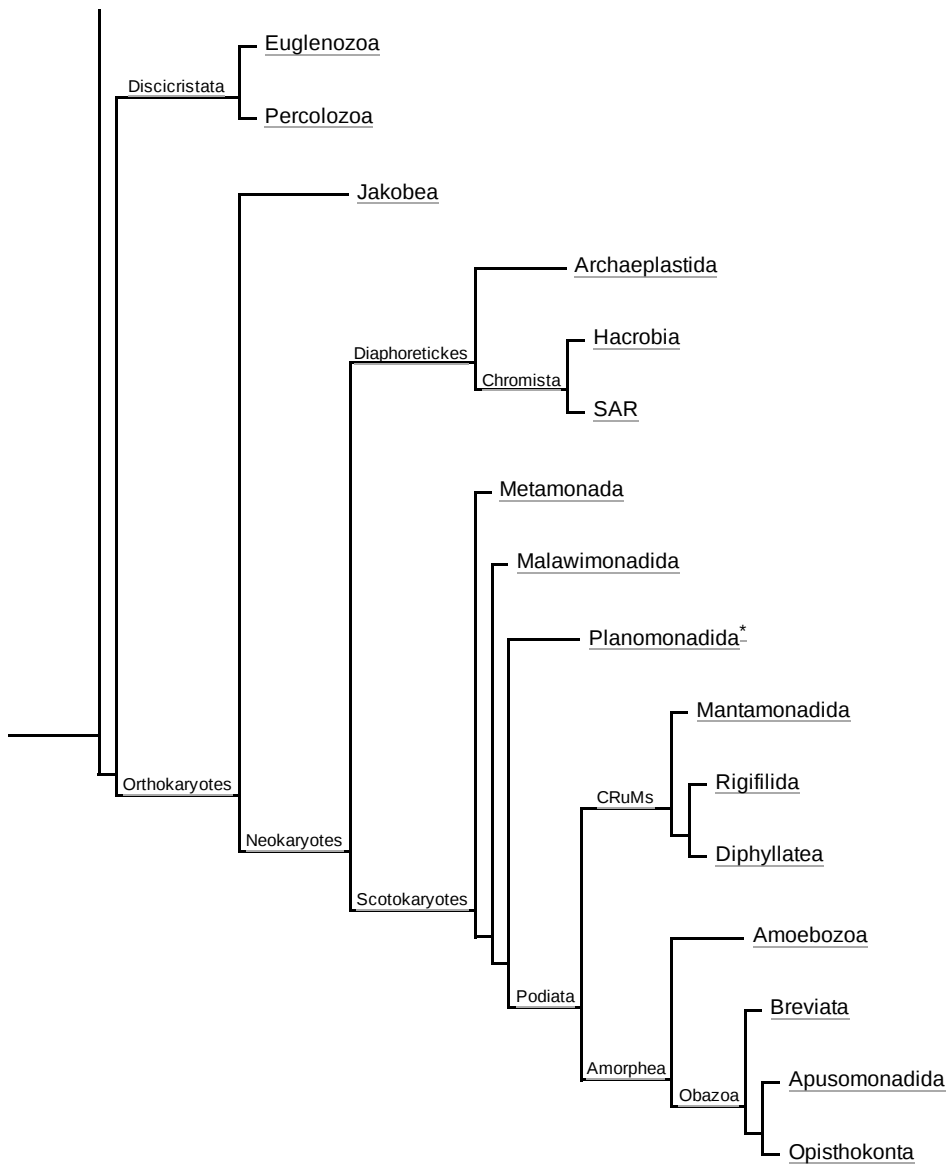 Euglenozoa
Discicristata
Percolozoa
Jakobea
Archaeplastida
Hacrobia
Diaphoretickes
Chromista
SAR
Metamonada
Malawimonadida
Planomonadida*
Mantamonadida
Rigifilida
Orthokaryotes
CRuMs
Neokaryotes
Diphyllatea
Scotokaryotes
Amoebozoa
Podiata
Breviata
Amorphea
Apusomonadida
Obazoa
Opisthokonta